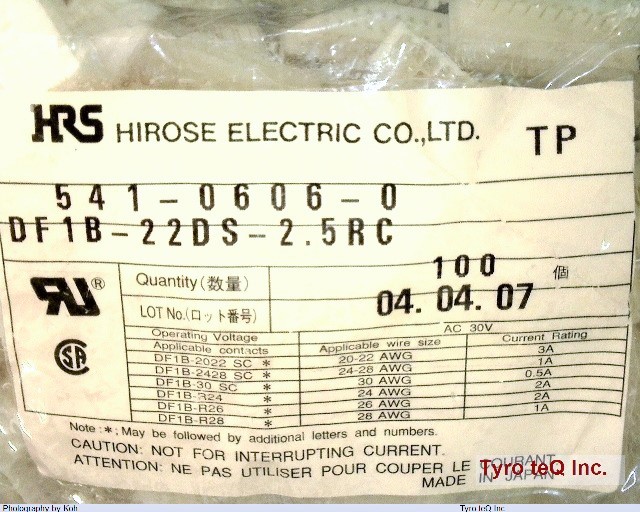 HRS HIROSE ELECTRIC CO.,LTD. TP
541-0606-0
DF1B-22DS-2.5RC
Quantity(数量) 100 個
LOT No.(ロット番号) 04. 04. 07
Operating Voltage AC 30V
Applicable contacts Applicable wire size Current Rating
DF1B-2022 SC * 20-22 AWG 3A
DF1B-2428 SC * 24-28 AWG 1A
DF1B-30 SC * 30 AWG 0.5A
DF1B-R24 * 24 AWG 2A
DF1B-R26 * 26 AWG 2A
DF1B-R28 * 28 AWG 1A
Note:*;May be followed by additional letters and numbers.
CAUTION: NOT FOR INTERRUPTING CURRENT.
ATTENTION: NE PAS UTILISER POUR COUPER LE COURANT
MADE IN JAPAN
Tyro teQ Inc.
Photography by Koh Tyro teQ Inc